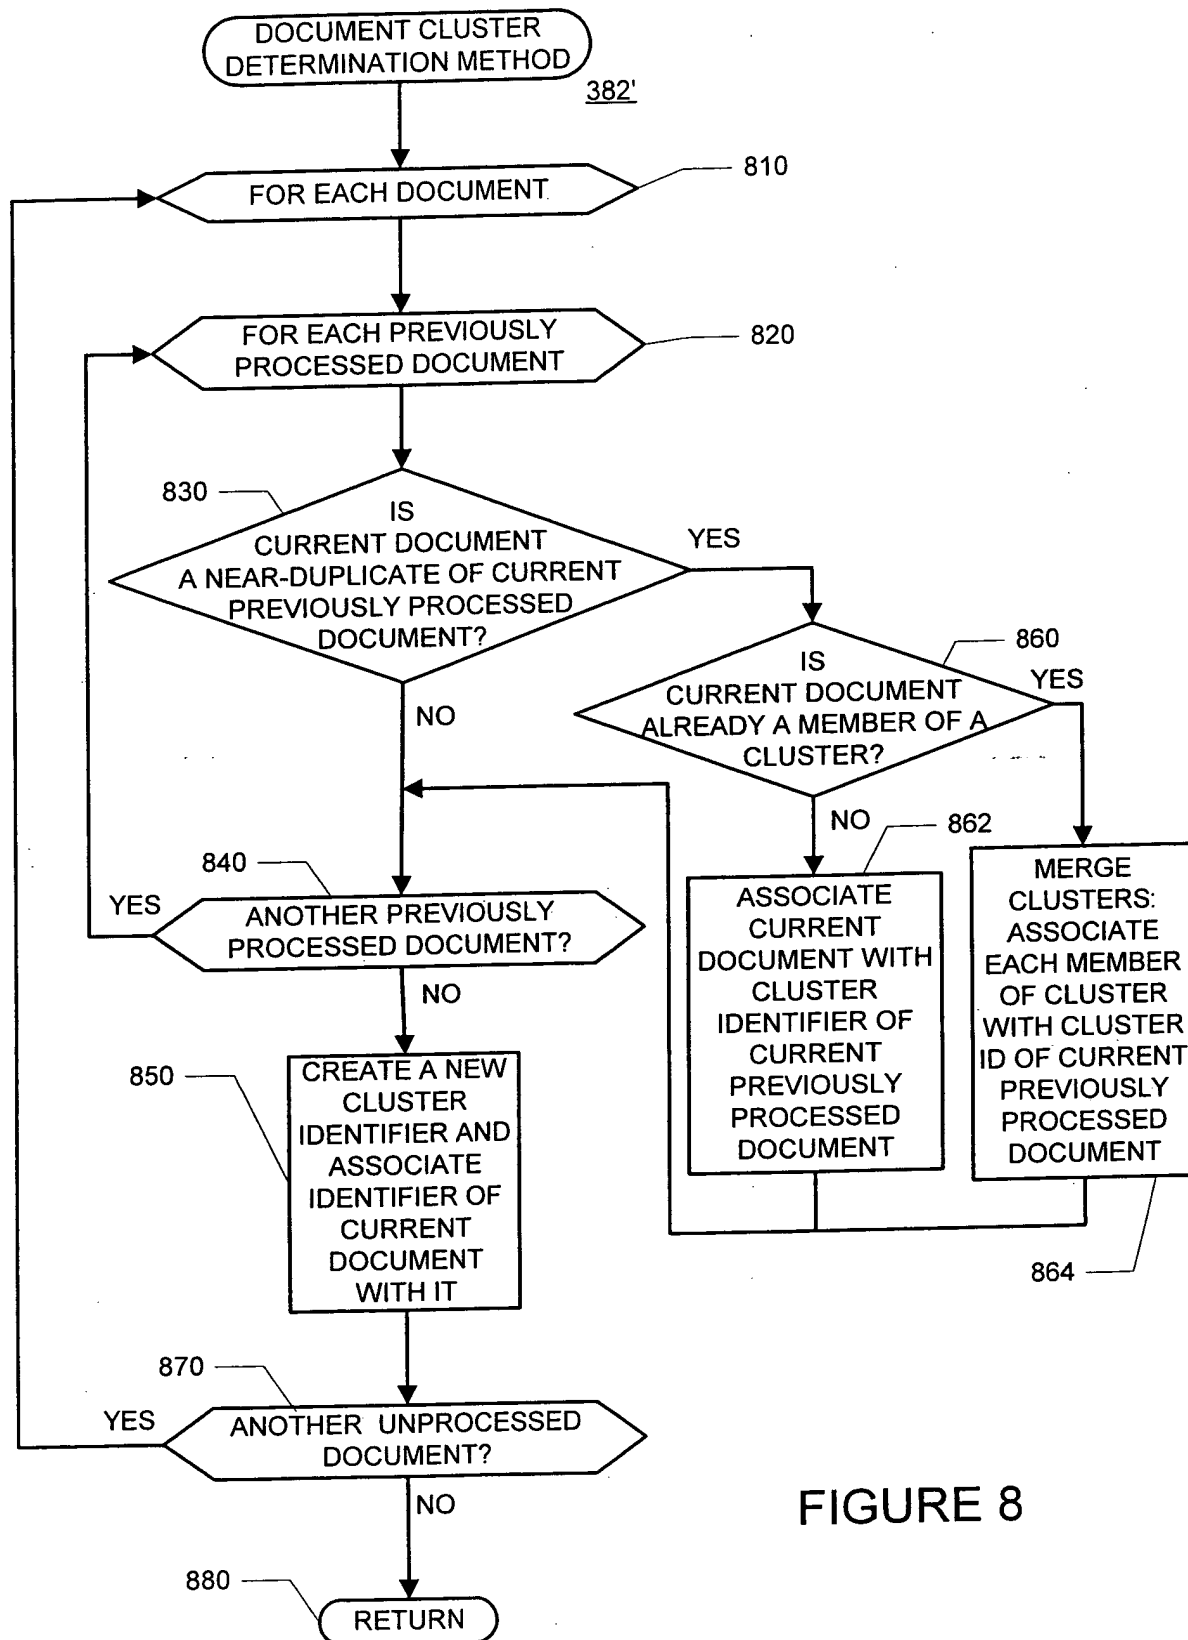 DOCUMENT CLUSTER
DETERMINATION METHOD
382'
FOR EACH DOCUMENT
810
FOR EACH PREVIOUSLY
PROCESSED DOCUMENT
820
830
IS
CURRENT DOCUMENT
A NEAR-DUPLICATE OF CURRENT
PREVIOUSLY PROCESSED
DOCUMENT?
YES
NO
860
IS
CURRENT DOCUMENT
ALREADY A MEMBER OF A
CLUSTER?
YES
NO
862
ASSOCIATE
CURRENT
DOCUMENT WITH
CLUSTER
IDENTIFIER OF
CURRENT
PREVIOUSLY
PROCESSED
DOCUMENT
MERGE
CLUSTERS:
ASSOCIATE
EACH MEMBER
OF CLUSTER
WITH CLUSTER
ID OF CURRENT
PREVIOUSLY
PROCESSED
DOCUMENT
864
840
YES
ANOTHER PREVIOUSLY
PROCESSED DOCUMENT?
NO
850
CREATE A NEW
CLUSTER
IDENTIFIER AND
ASSOCIATE
IDENTIFIER OF
CURRENT
DOCUMENT
WITH IT
870
YES
ANOTHER UNPROCESSED
DOCUMENT?
NO
880
RETURN
FIGURE 8